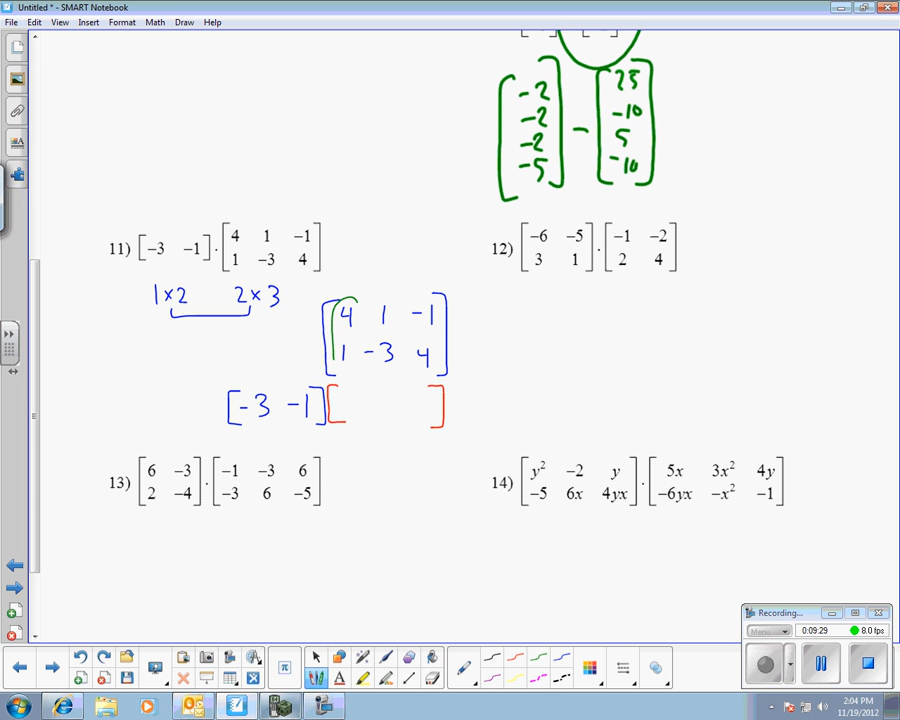 Untitled * - SMART Notebook
File Edit View Insert Format Tools Math Draw Help
-2 25
-2 - -10
-2 5
-5 -10
11) [-3 -1] · [4 1 -1
1 -3 4]
12) [-6 -5 · -1 -2
3 1] [2 4]
1×2 2×3
4 1 -1
1 -3 4
[-3 -1] [ ]
13) [6 -3 · -1 -3 6
2 -4] [-3 6 -5]
14) [y² -2 y · 5x 3x² 4y
-5 6x 4yx] [-6yx -x² -1]
Recording...
Menu 0:09:29 8.0 fps
π
A
2:04 PM
11/19/2012